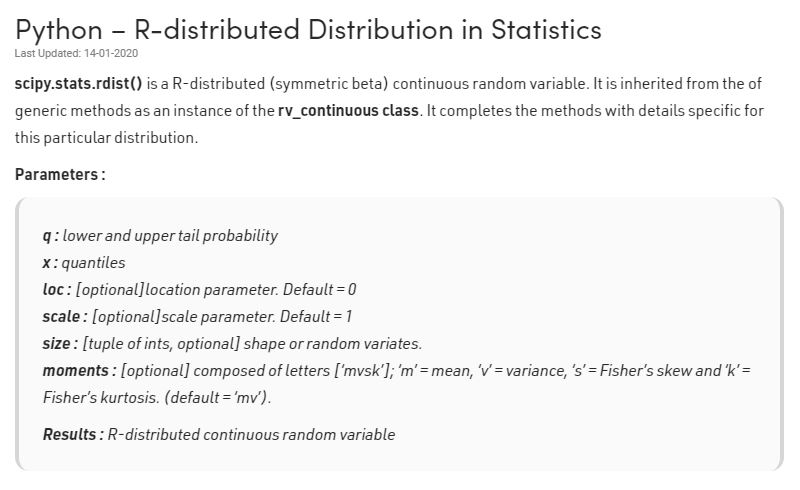 Python – R-distributed Distribution in Statistics
Last Updated: 14-01-2020
scipy.stats.rdist() is a R-distributed (symmetric beta) continuous random variable. It is inherited from the of
generic methods as an instance of the rv_continuous class. It completes the methods with details specific for
this particular distribution.
Parameters :
q : lower and upper tail probability
x : quantiles
loc : [optional]location parameter. Default = 0
scale : [optional]scale parameter. Default = 1
size : [tuple of ints, optional] shape or random variates.
moments : [optional] composed of letters [‘mvsk’]; ‘m’ = mean, ‘v’ = variance, ‘s’ = Fisher’s skew and ‘k’ =
Fisher’s kurtosis. (default = ‘mv’).
Results : R-distributed continuous random variable